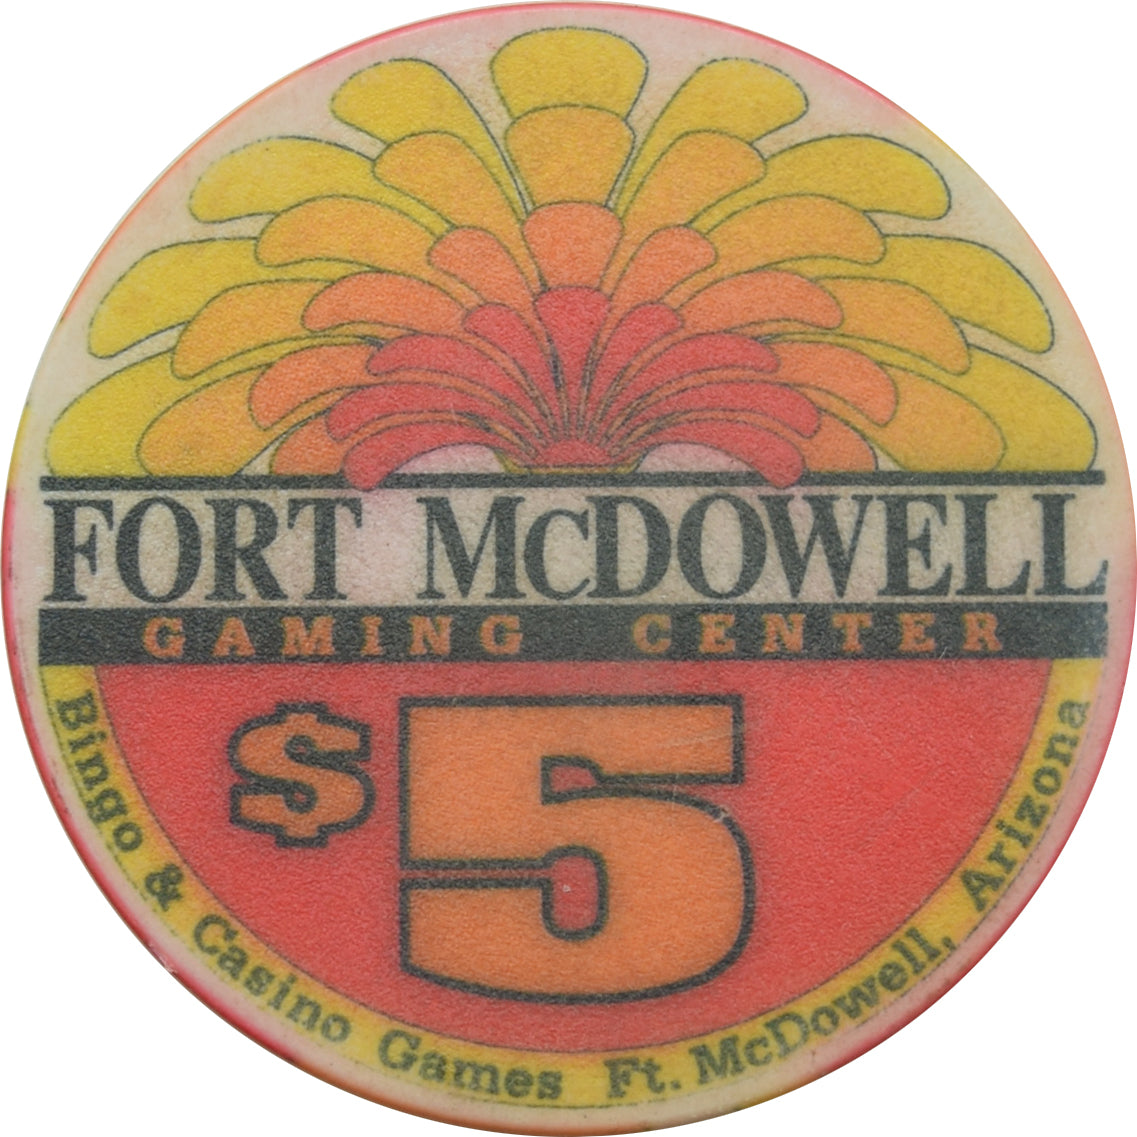 FORT McDOWELL
GAMING CENTER
$5
Bingo & Casino Games Ft. McDowell, Arizona